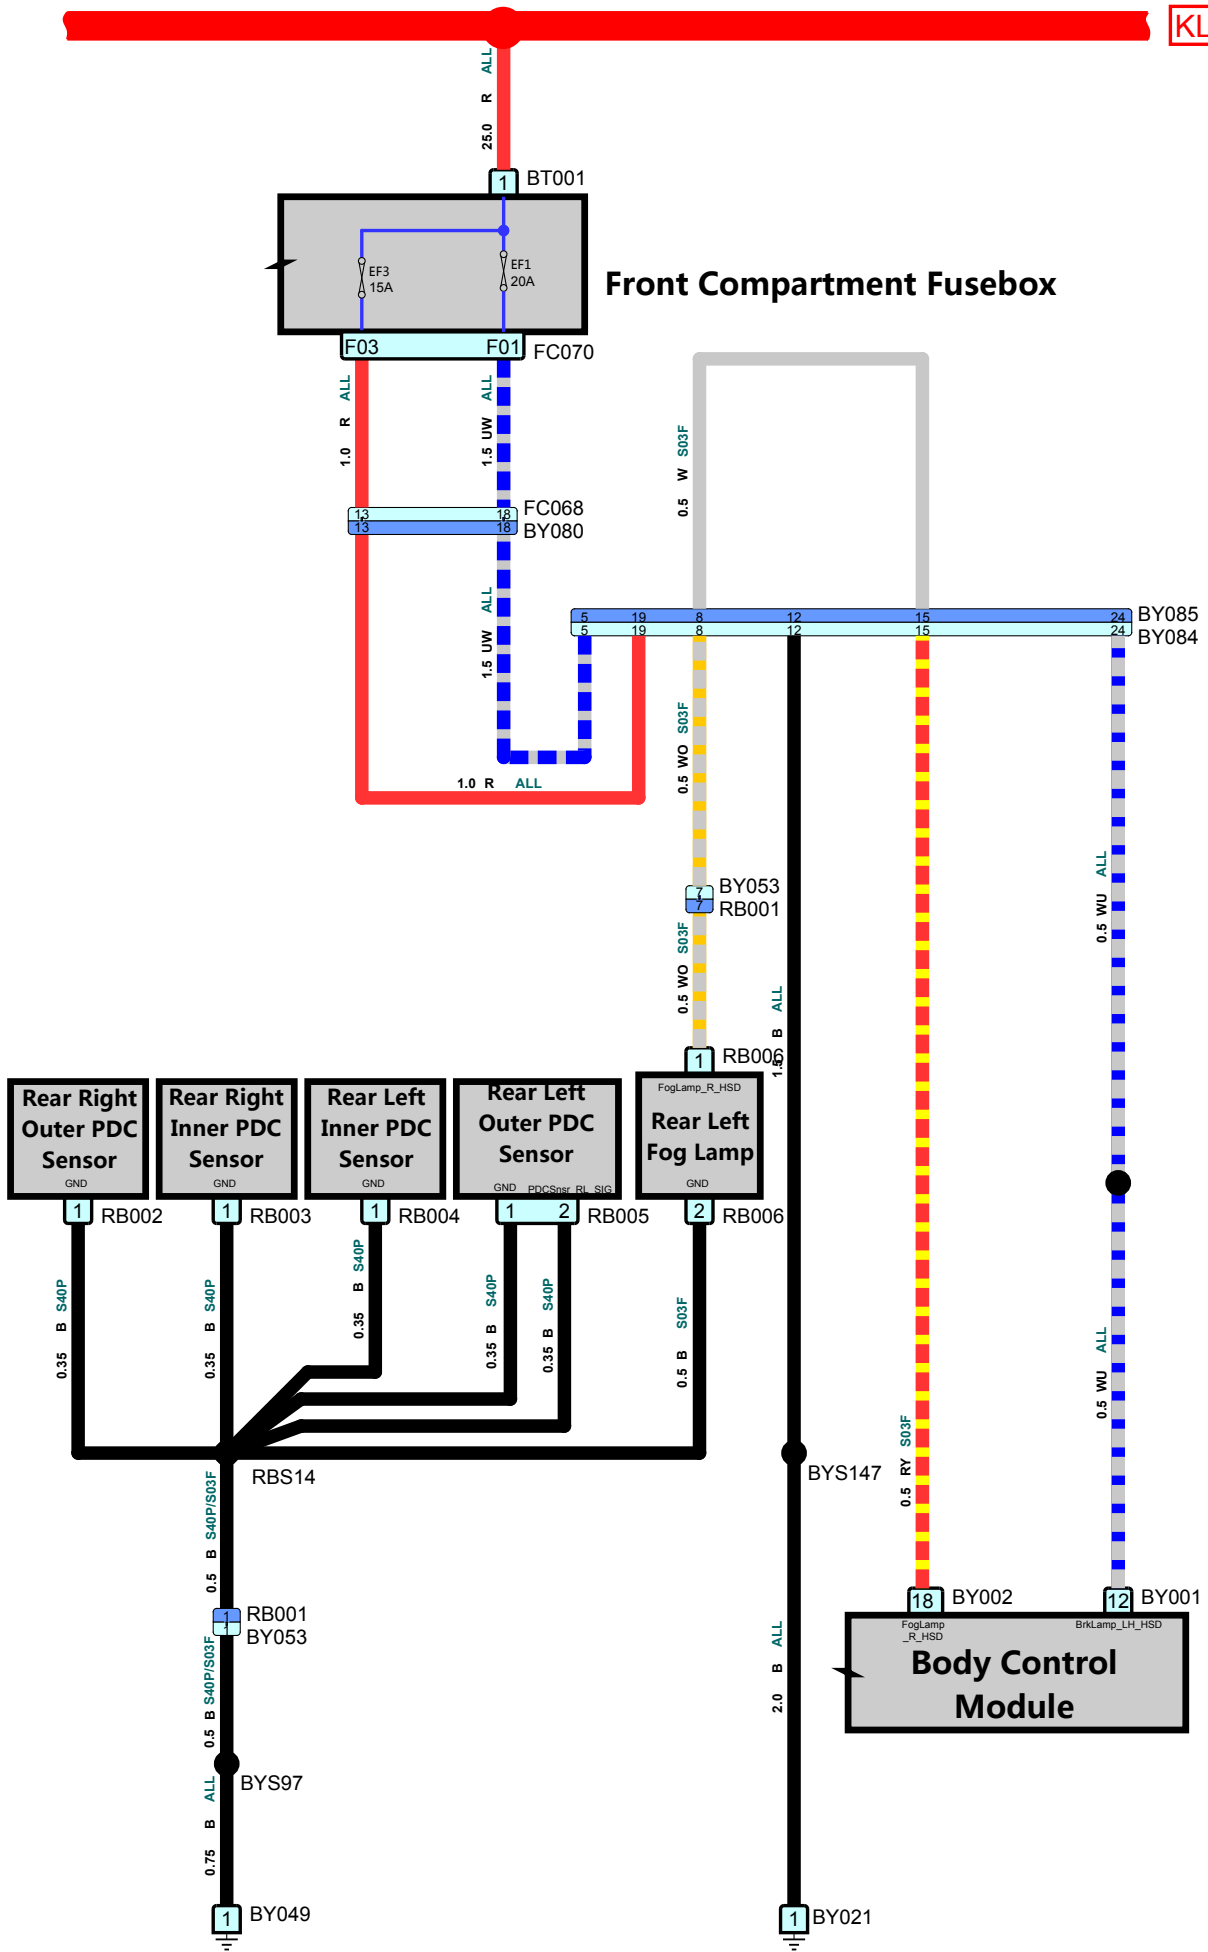 KL
25.0 R ALL
1 BT001
EF3
15A
EF1
20A
Front Compartment Fusebox
F03 F01 FC070
1.0 R ALL
1.5 UW ALL
0.5 W S03F
13 18 FC068
13 18 BY080
1.5 UW ALL
5 19 8 12 15 24 BY085
5 19 8 12 15 24 BY084
1.0 R ALL
0.5 WO S03F
0.5 WU ALL
7 BY053
7 RB001
0.5 WO S03F
1.5 B ALL
1 RB006
Rear Right
Outer PDC
Sensor
GND
Rear Right
Inner PDC
Sensor
GND
Rear Left
Inner PDC
Sensor
GND
Rear Left
Outer PDC
Sensor
GND PDCSnsr_RL_SIG
FogLamp_R_HSD
Rear Left
Fog Lamp
GND
1 RB002
1 RB003
1 RB004
1 2 RB005
2 RB006
0.35 B S40P
0.35 B S40P
0.35 B S40P
0.35 B S40P
0.35 B S40P
0.5 B S03F
0.5 WU ALL
RBS14
BYS147
0.5 RY S03F
0.5 B S40P/S03F
1 RB001
1 BY053
0.5 B S40P/S03F
2.0 B ALL
18 BY002
12 BY001
FogLamp
_R_HSD
BrkLamp_LH_HSD
Body Control
Module
BYS97
0.75 B ALL
1 BY049
1 BY021